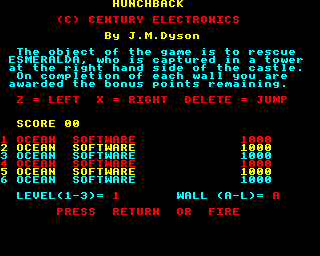 HUNCHBACK
(C) CENTURY ELECTRONICS
By J.M.Dyson
The object of the game is to rescue
ESMERALDA, who is captured in a tower
at the right hand side of the castle.
On completion of each wall you are
awarded the bonus points remaining.
Z = LEFT X = RIGHT DELETE = JUMP
SCORE 00
1 OCEAN SOFTWARE 1000
2 OCEAN SOFTWARE 1000
3 OCEAN SOFTWARE 1000
4 OCEAN SOFTWARE 1000
5 OCEAN SOFTWARE 1000
6 OCEAN SOFTWARE 1000
LEVEL(1-3)= 1 WALL (A-L)= A
PRESS RETURN OR FIRE